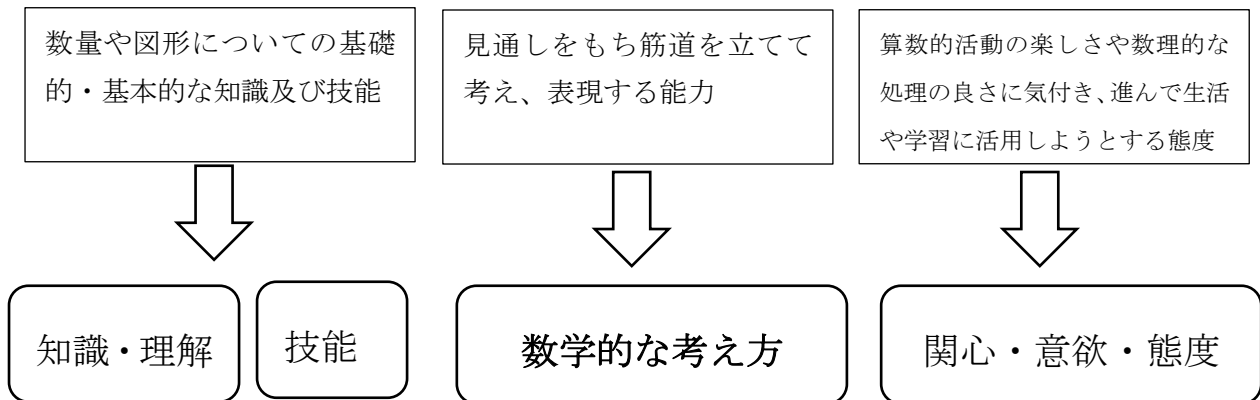 数量や図形についての基礎
的・基本的な知識及び技能
見通しをもち筋道を立てて
考え、表現する能力
算数的活動の楽しさや数理的な
処理の良さに気付き、進んで生活
や学習に活用しようとする態度
知識・理解
技能
数学的な考え方
関心・意欲・態度